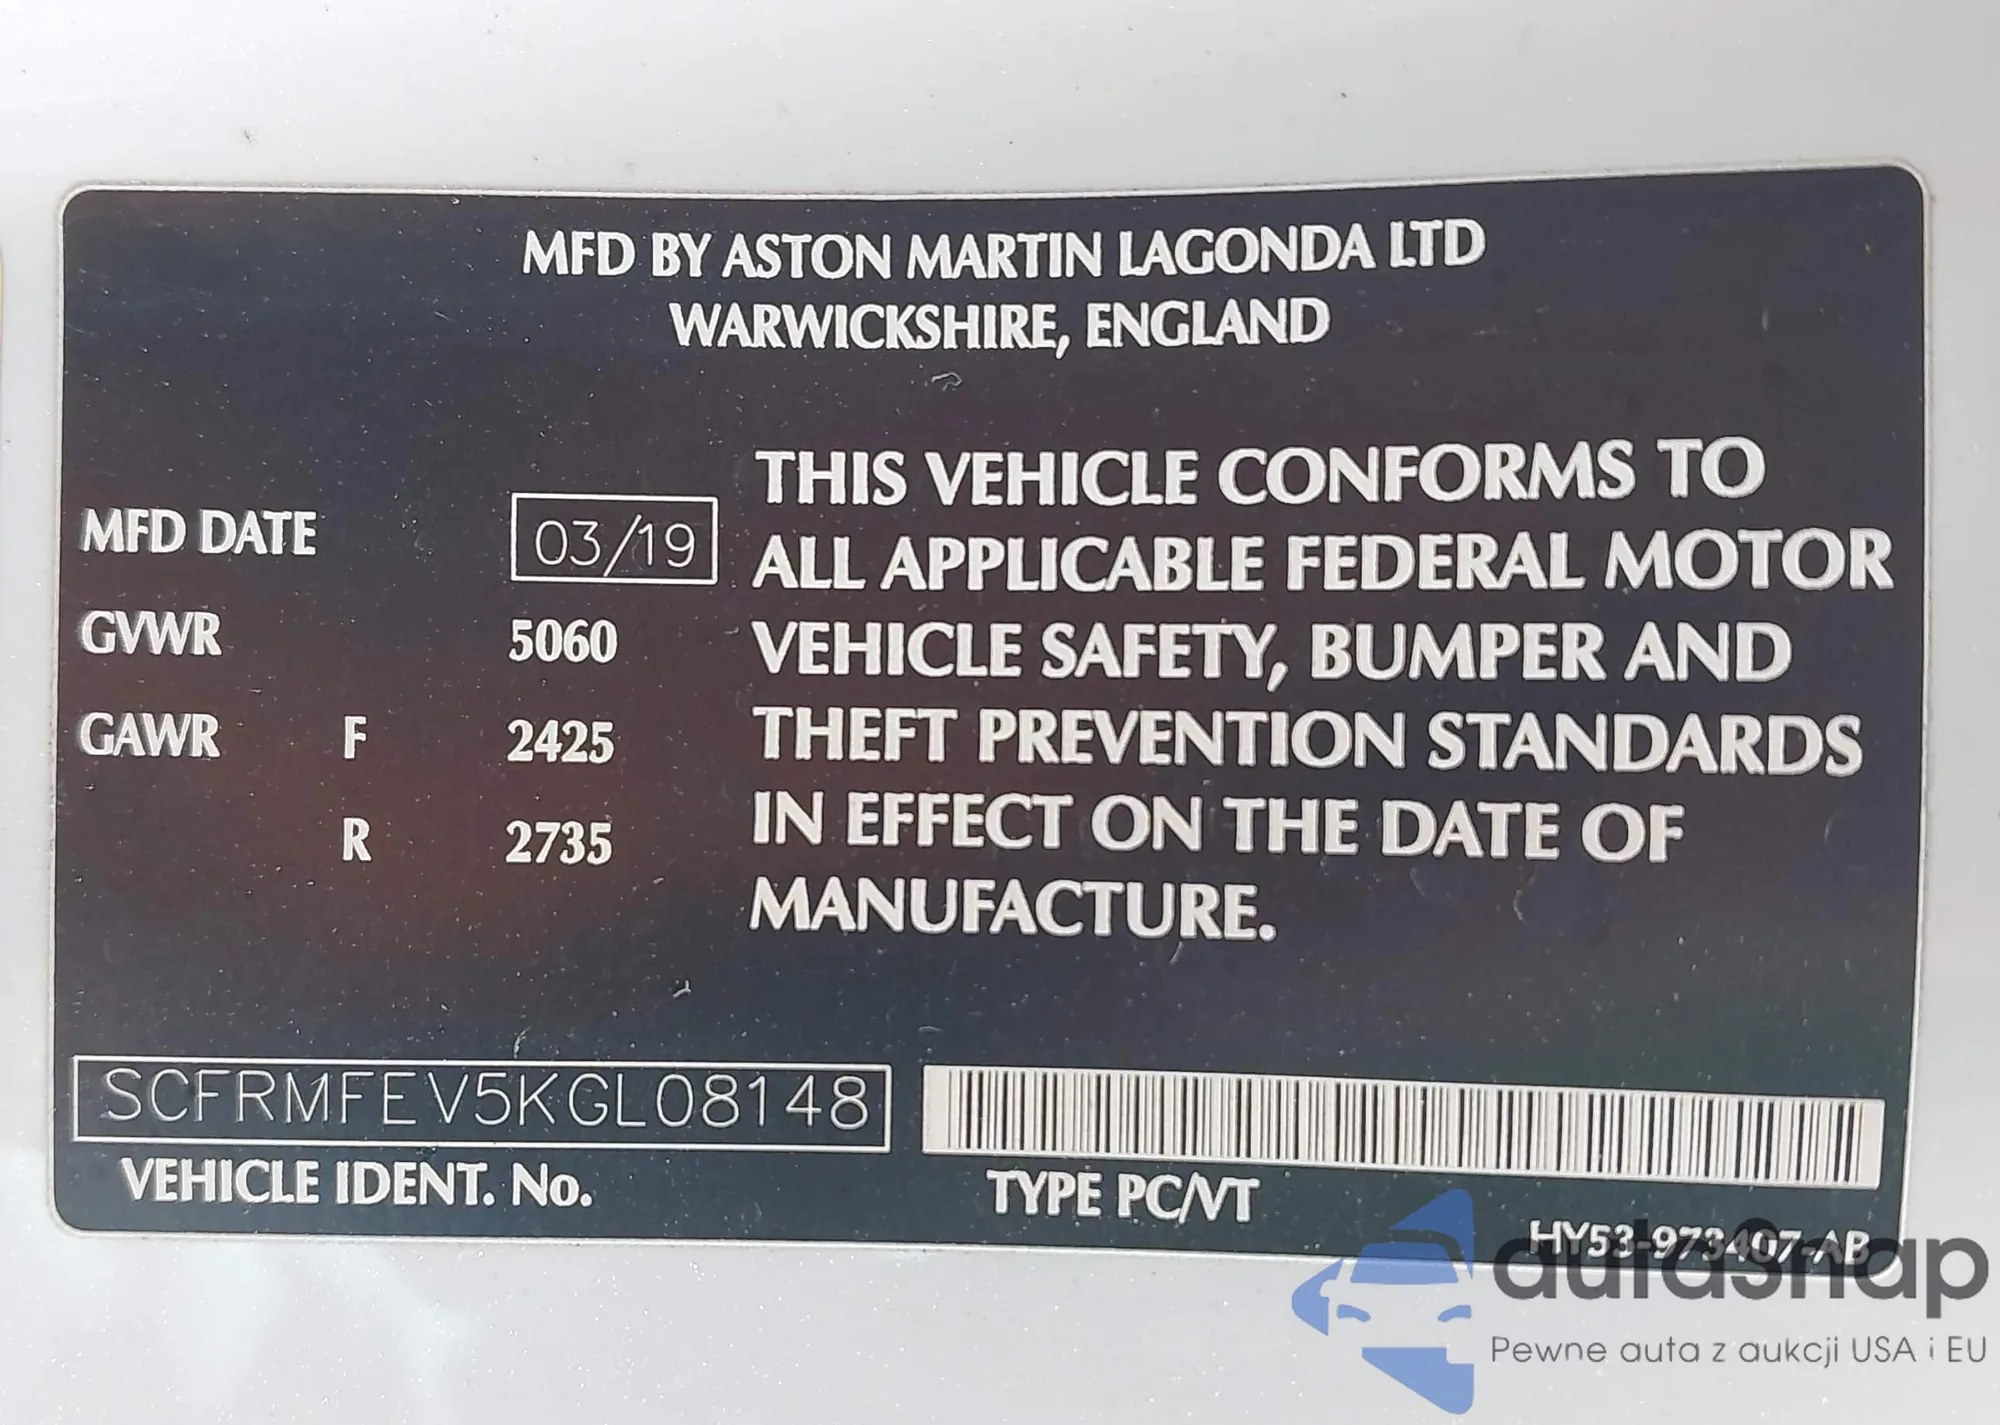 MFD BY ASTON MARTIN LAGONDA LTD
WARWICKSHIRE, ENGLAND
MFD DATE 03/19
GVWR 5060
GAWR F 2425
R 2735
THIS VEHICLE CONFORMS TO
ALL APPLICABLE FEDERAL MOTOR
VEHICLE SAFETY, BUMPER AND
THEFT PREVENTION STANDARDS
IN EFFECT ON THE DATE OF
MANUFACTURE.
SCFRMFEV5KGL08148
VEHICLE IDENT. No.
TYPE PC/VT
HY53-973407-AB
autasnap
Pewne auta z aukcji USA i EU